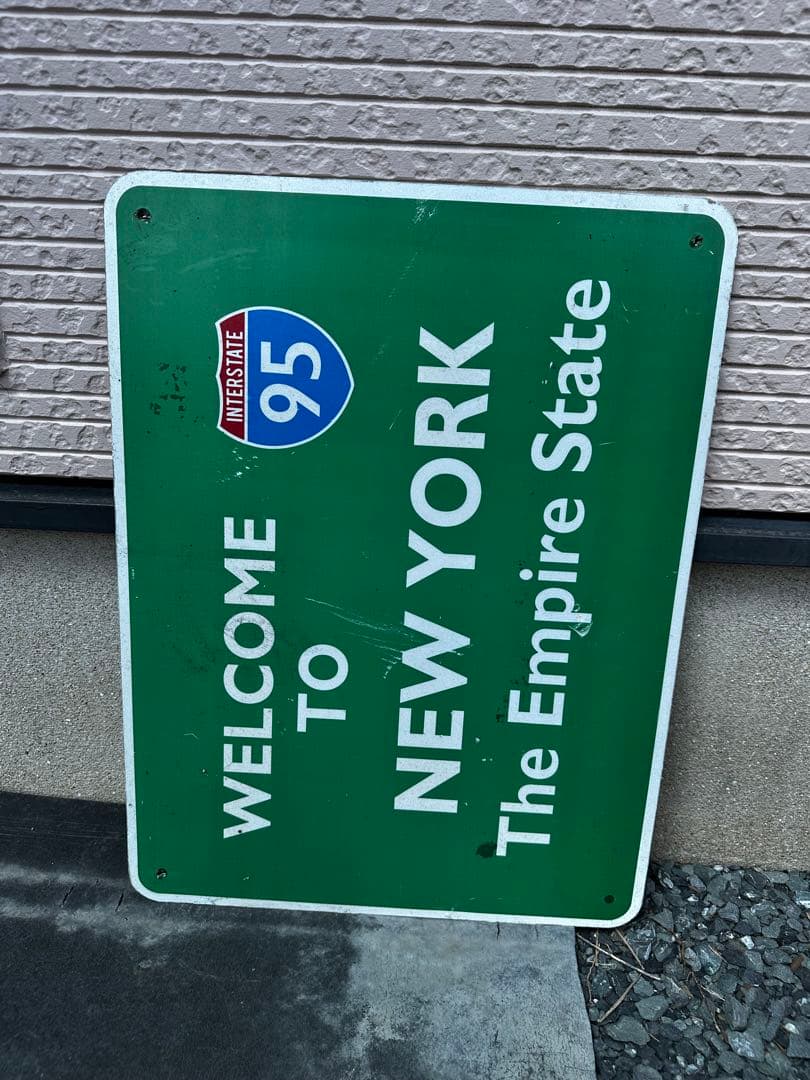 WELCOME
TO
INTERSTATE
95
NEW YORK
The Empire State